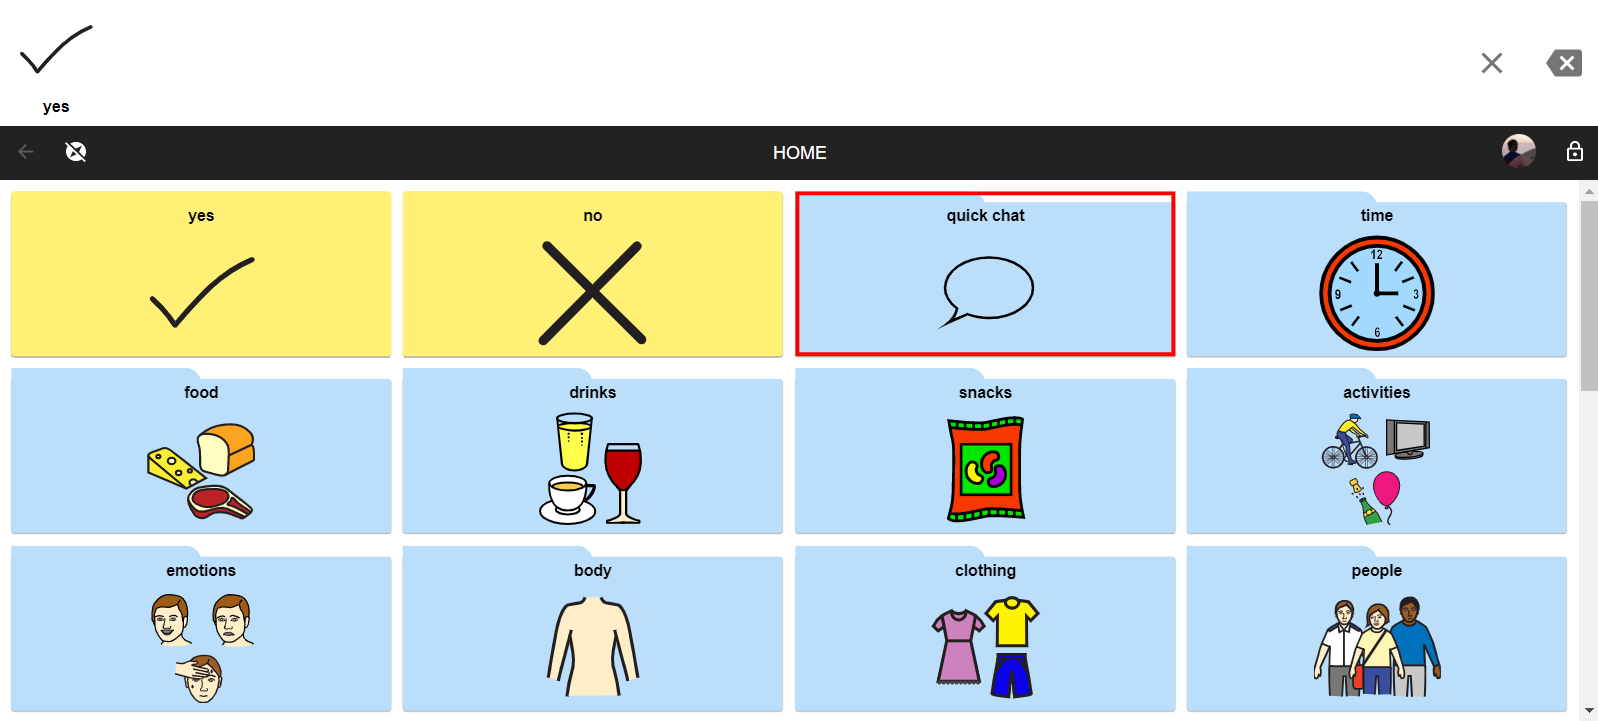 yes
HOME
yes
no
quick chat
time
12
9
3
6
food
drinks
snacks
activities
emotions
body
clothing
people